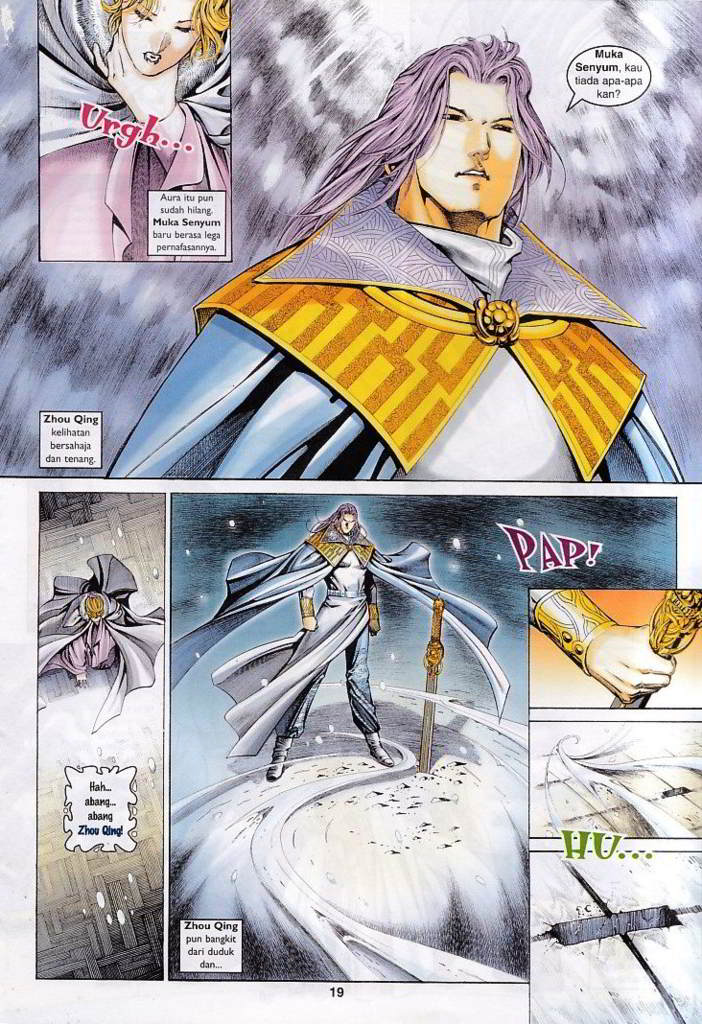 Urgh...
Aura itu pun
sudah hilang.
Muka Senyum
baru berasa lega
pernafasannya.
Muka
Senyum, kau
tiada apa-apa
kan?
Zhou Qing
kelihatan
bersahaja
dan tenang.
Hah...
abang...
abang
Zhou Qing!
PAP!
Zhou Qing
pun bangkit
dari duduk
dan...
HU...
19